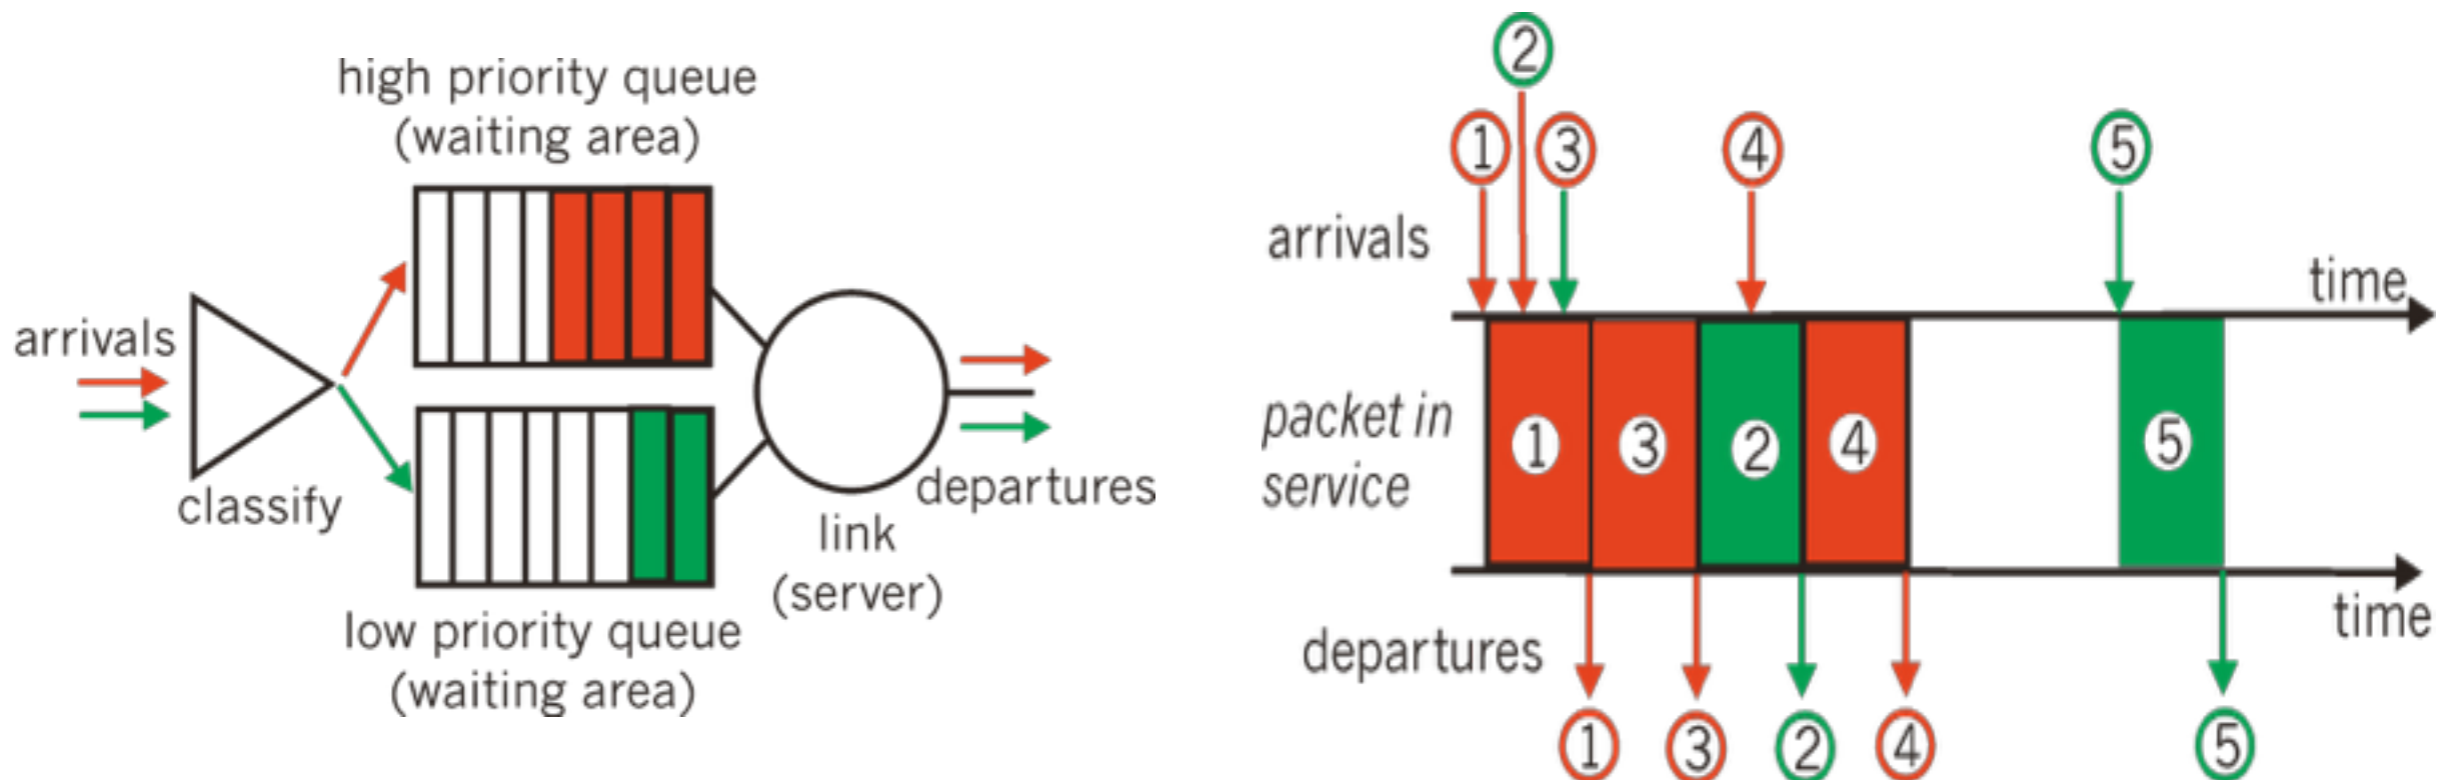 high priority queue
(waiting area)
arrivals
classify
low priority queue
(waiting area)
link
(server)
departures
2
1
3
4
5
arrivals
time
packet in
service
1
3
2
4
5
time
departures
1
3
2
4
5